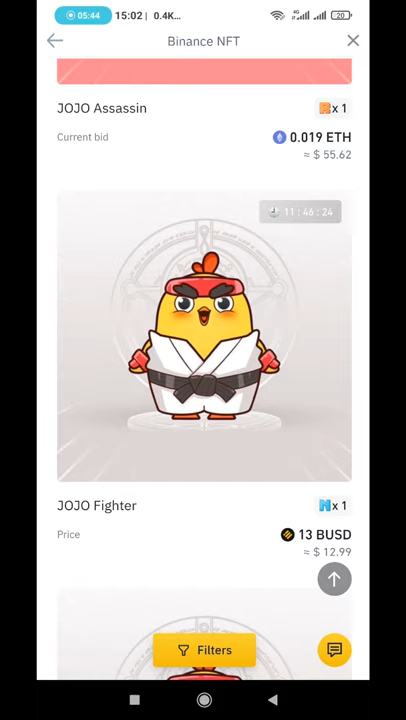 05:44 15:02 | 0.4K... 4G 20
Binance NFT
JOJO Assassin R x 1
Current bid 0.019 ETH
≈ $ 55.62
11 : 46 : 24
JOJO Fighter N x 1
Price 13 BUSD
≈ $ 12.99
Filters